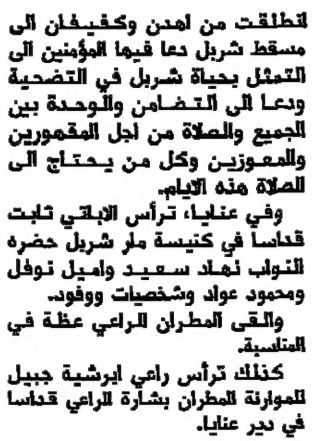 انطلقت من اهدن وكفيفان الى
مسقط شربل دعا فيها المؤمنين الى
التمثل بحياة شربل في التضحية
ودعا الى التضامن والوحدة بين
الجميع والصلاة من اجل المقهورين
والمعوزين وكل من يحتاج الى
الصلاة هذه الايام.
وفي عنايا، ترأس الاباتي ثابت
قداسا في كنيسة مار شربل حضره
النواب نهاد سعيد واميل نوفل
ومحمود عواد وشخصيات ووفود.
والقى المطران الراعي عظة في
المناسبة.
كذلك ترأس راعي ابرشية جبيل
للموارنة المطران بشارة الراعي قداسا
في دير عنايا.